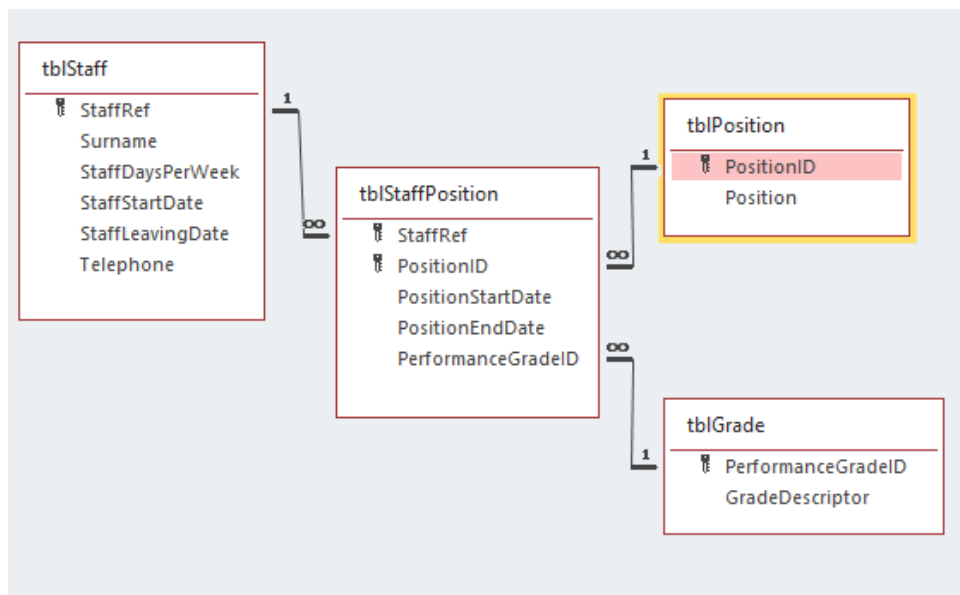 tblStaff
StaffRef
Surname
StaffDaysPerWeek
StaffStartDate
StaffLeavingDate
Telephone
1
∞
tblStaffPosition
StaffRef
PositionID
PositionStartDate
PositionEndDate
PerformanceGradeID
1
∞
tblPosition
PositionID
Position
∞
1
tblGrade
PerformanceGradeID
GradeDescriptor